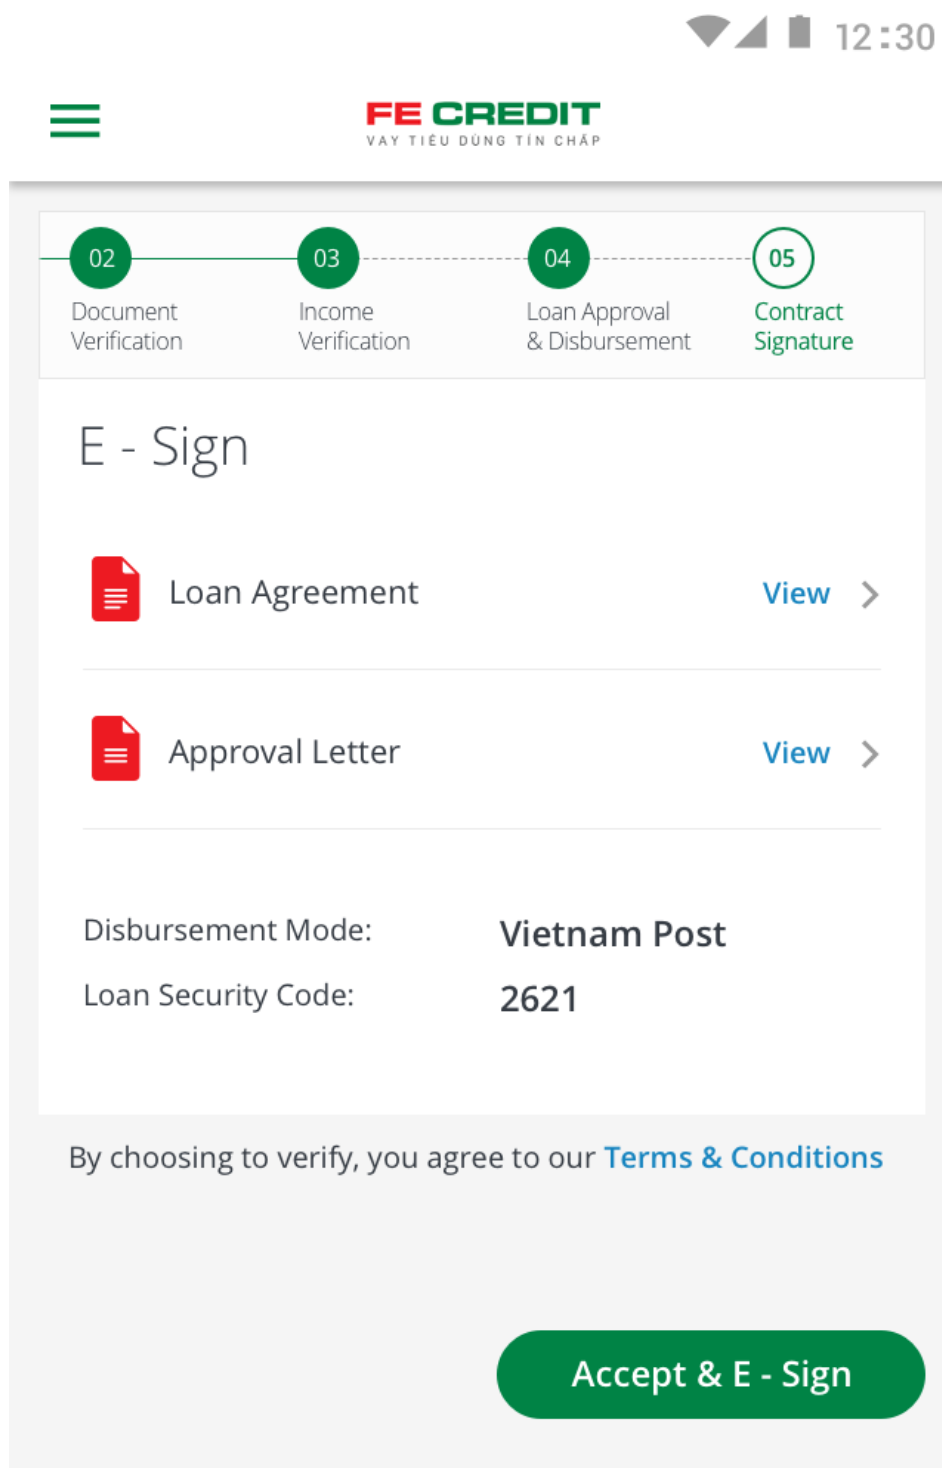 12:30
FE CREDIT
VAY TIÊU DÙNG TÍN CHẤP
02 03 04 05
Document Income Loan Approval Contract
Verification Verification & Disbursement Signature
E - Sign
Loan Agreement View
Approval Letter View
Disbursement Mode: Vietnam Post
Loan Security Code: 2621
By choosing to verify, you agree to our Terms & Conditions
Accept & E - Sign